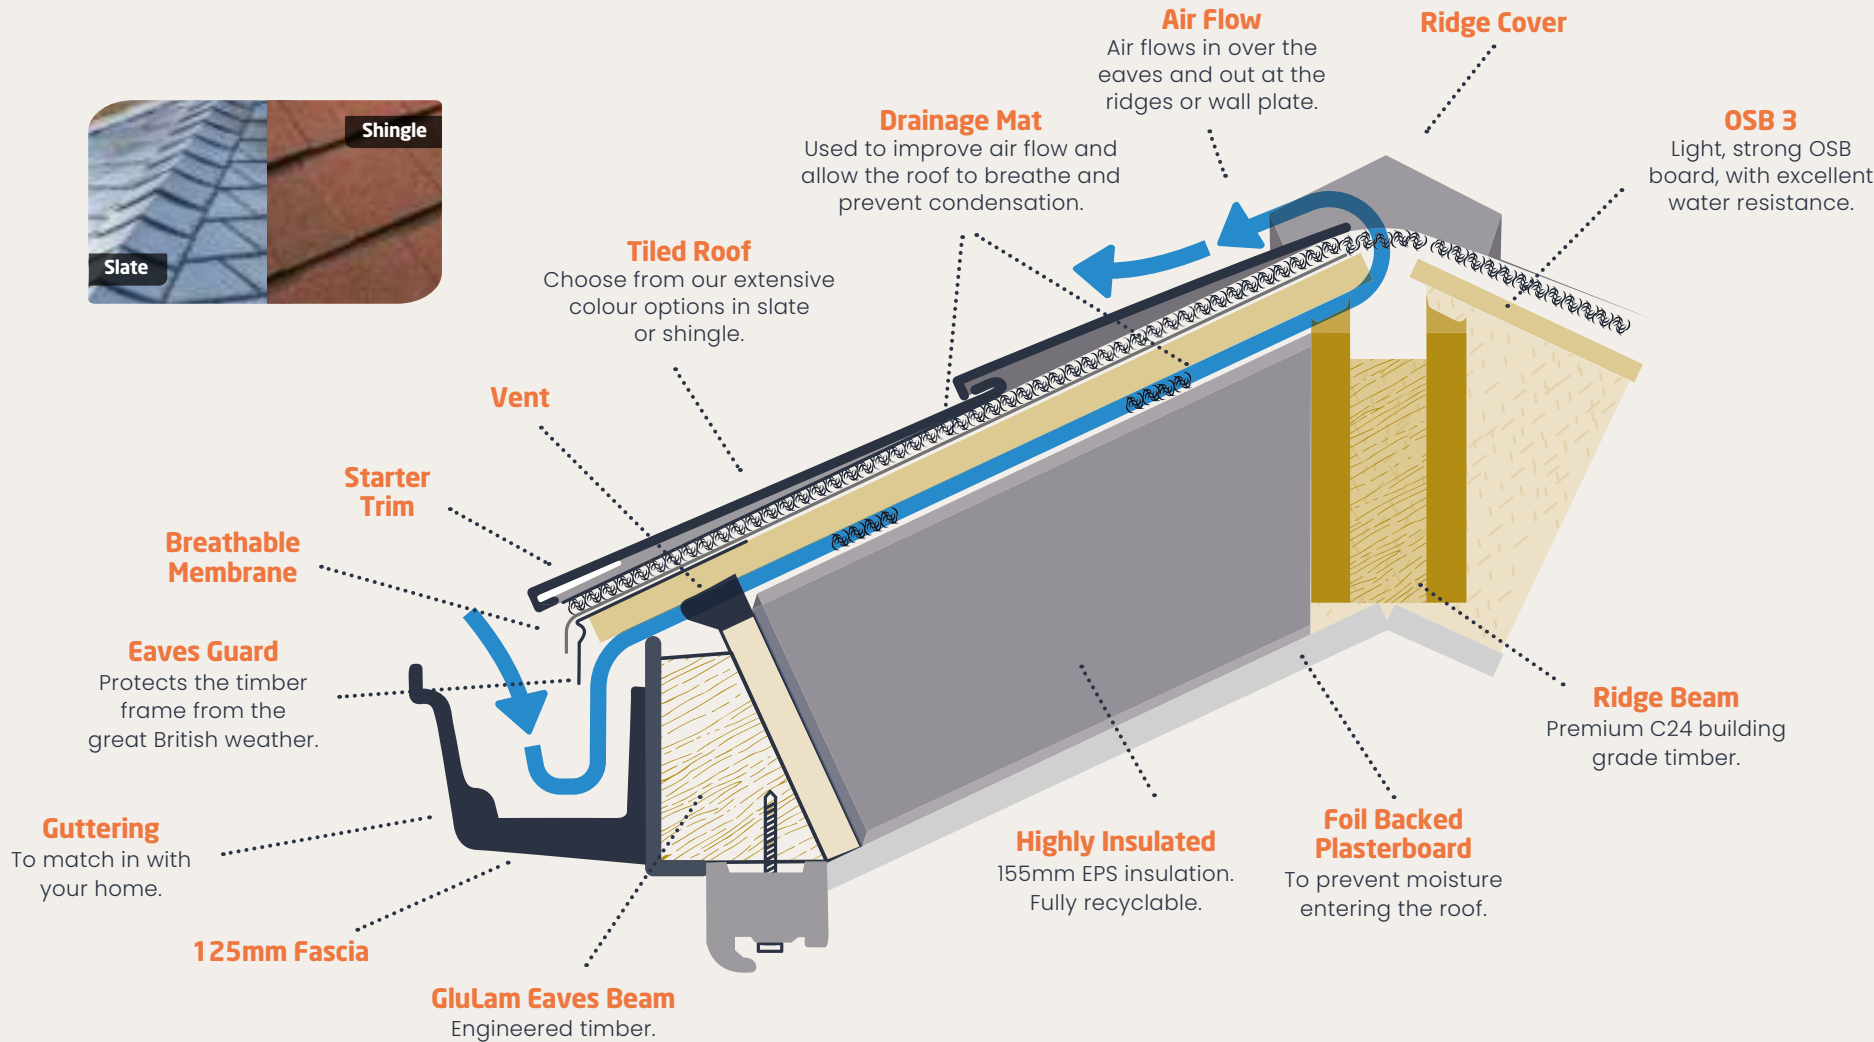 Air Flow
Air flows in over the
eaves and out at the
ridges or wall plate.
Ridge Cover
Drainage Mat
Used to improve air flow and
allow the roof to breathe and
prevent condensation.
OSB 3
Light, strong OSB
board, with excellent
water resistance.
Shingle
Slate
Tiled Roof
Choose from our extensive
colour options in slate
or shingle.
Vent
Starter
Trim
Breathable
Membrane
Eaves Guard
Protects the timber
frame from the
great British weather.
Ridge Beam
Premium C24 building
grade timber.
Guttering
To match in with
your home.
Highly Insulated
155mm EPS insulation.
Fully recyclable.
Foil Backed
Plasterboard
To prevent moisture
entering the roof.
125mm Fascia
GluLam Eaves Beam
Engineered timber.